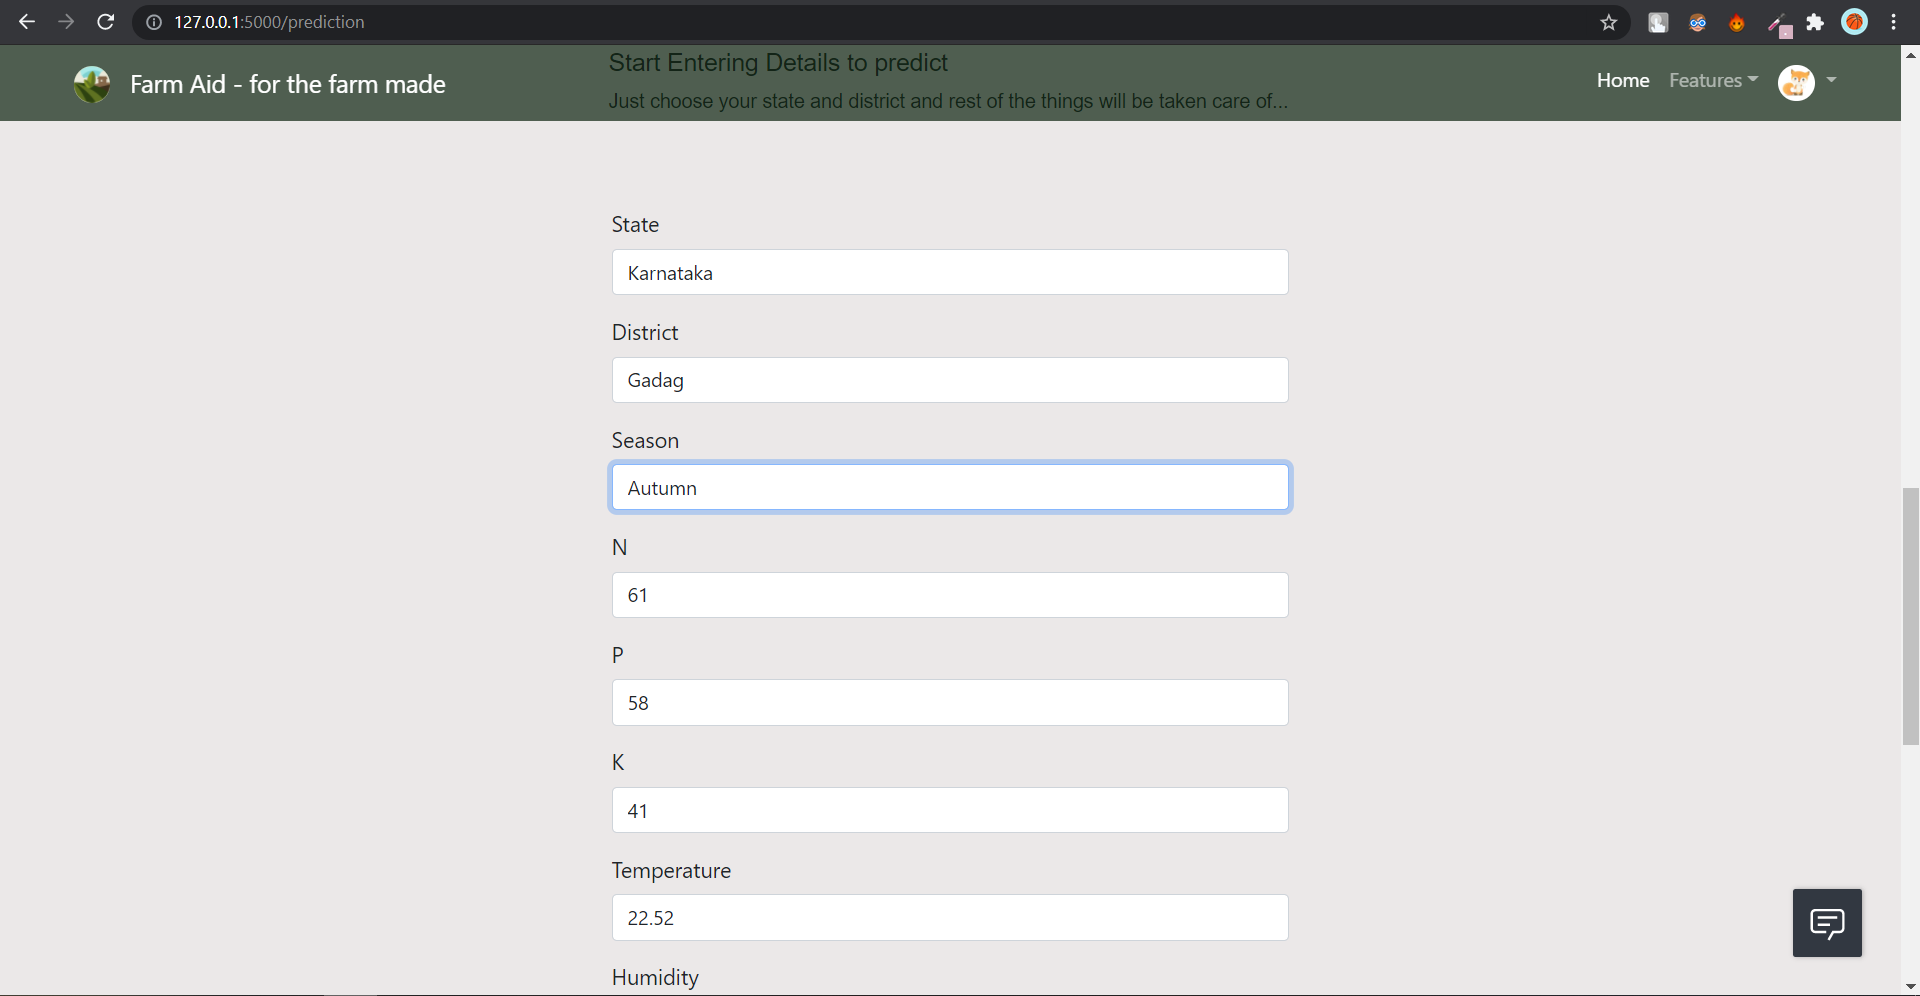 127.0.0.1:5000/prediction
Farm Aid - for the farm made
Start Entering Details to predict
Just choose your state and district and rest of the things will be taken care of...
Home Features
State
Karnataka
District
Gadag
Season
Autumn
N
61
P
58
K
41
Temperature
22.52
Humidity